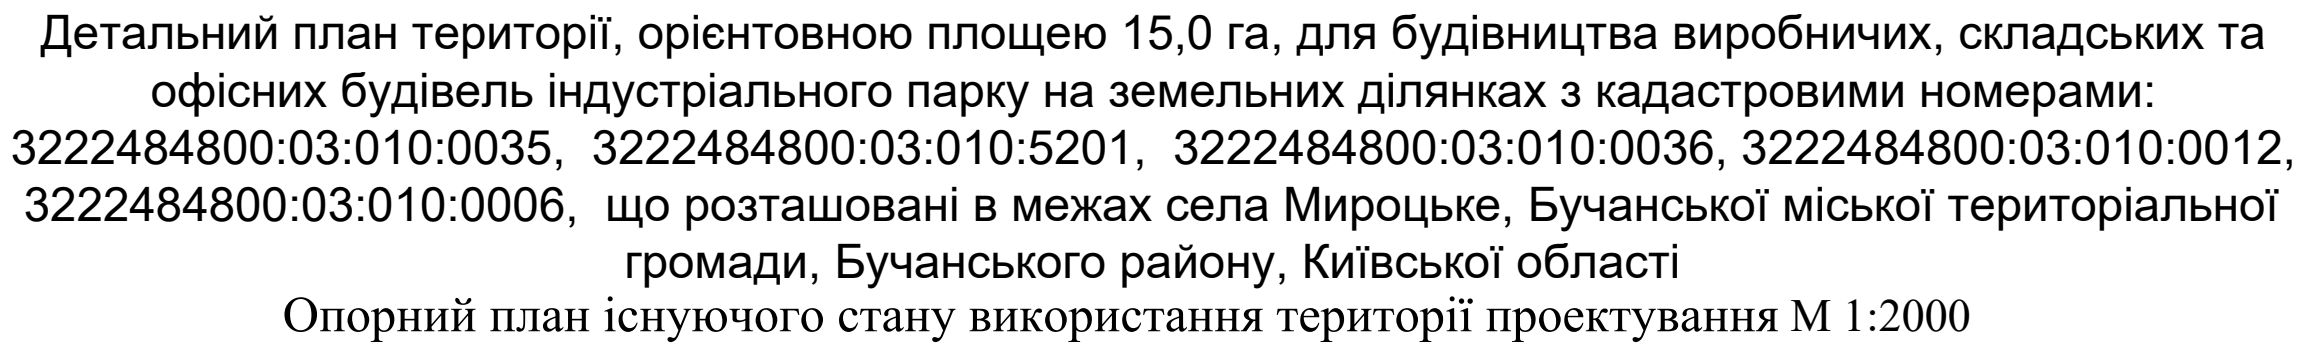 Детальний план території, орієнтовною площею 15,0 га, для будівництва виробничих, складських та
офісних будівель індустріального парку на земельних ділянках з кадастровими номерами:
3222484800:03:010:0035, 3222484800:03:010:5201, 3222484800:03:010:0036, 3222484800:03:010:0012,
3222484800:03:010:0006, що розташовані в межах села Мироцьке, Бучанської міської територіальної
громади, Бучанського району, Київської області
Опорний план існуючого стану використання території проектування М 1:2000